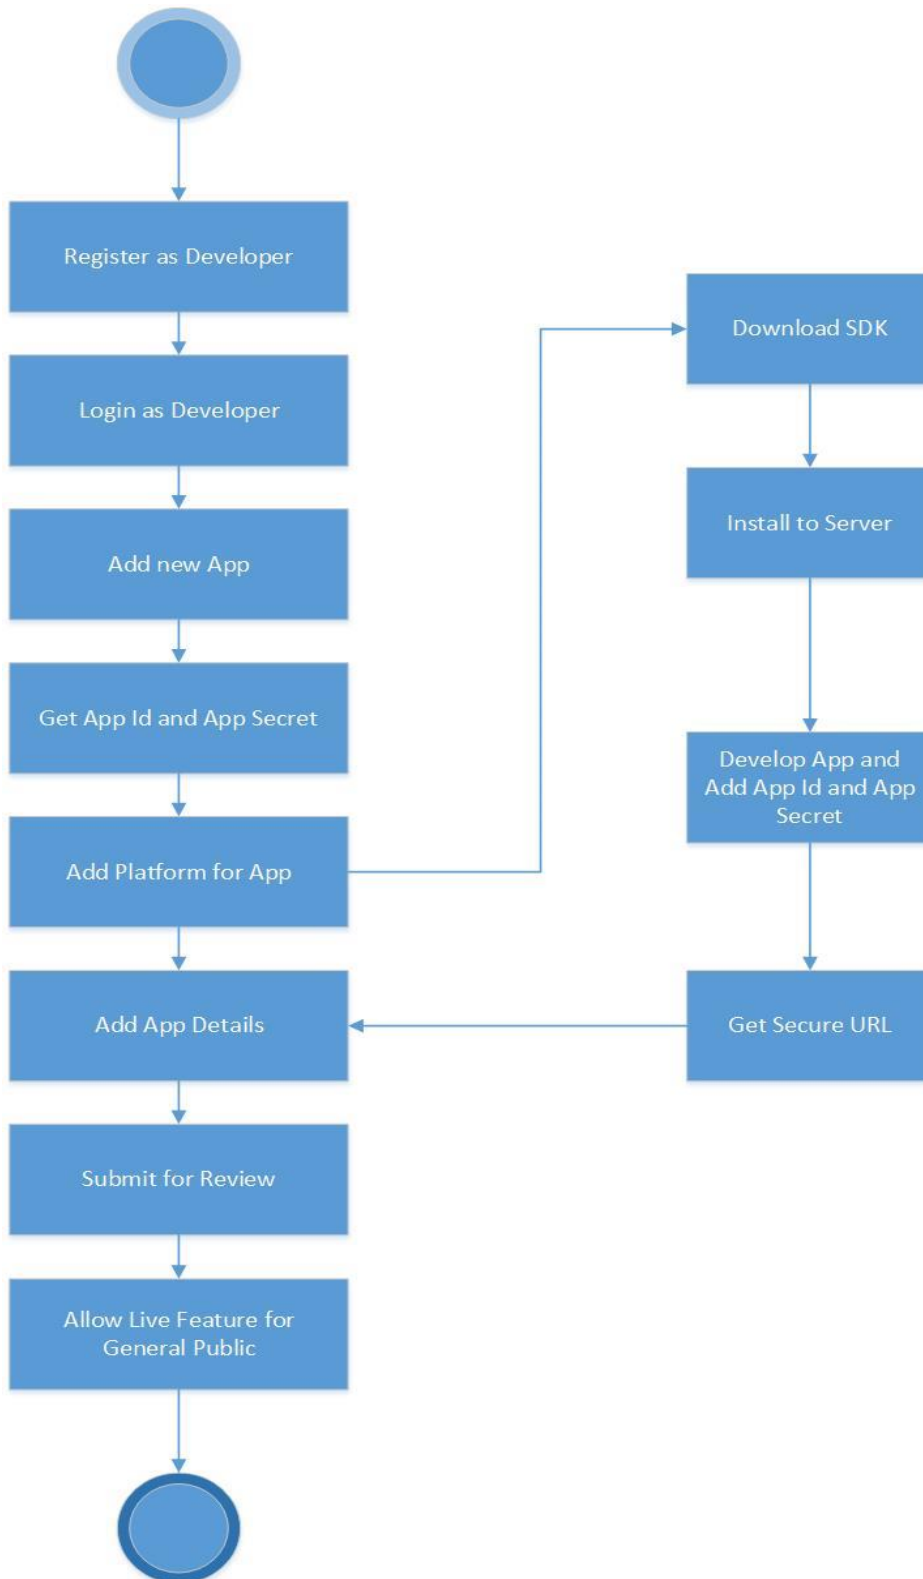 Register as Developer
Login as Developer
Add new App
Get App Id and App Secret
Add Platform for App
Add App Details
Submit for Review
Allow Live Feature for
General Public
Download SDK
Install to Server
Develop App and
Add App Id and App
Secret
Get Secure URL